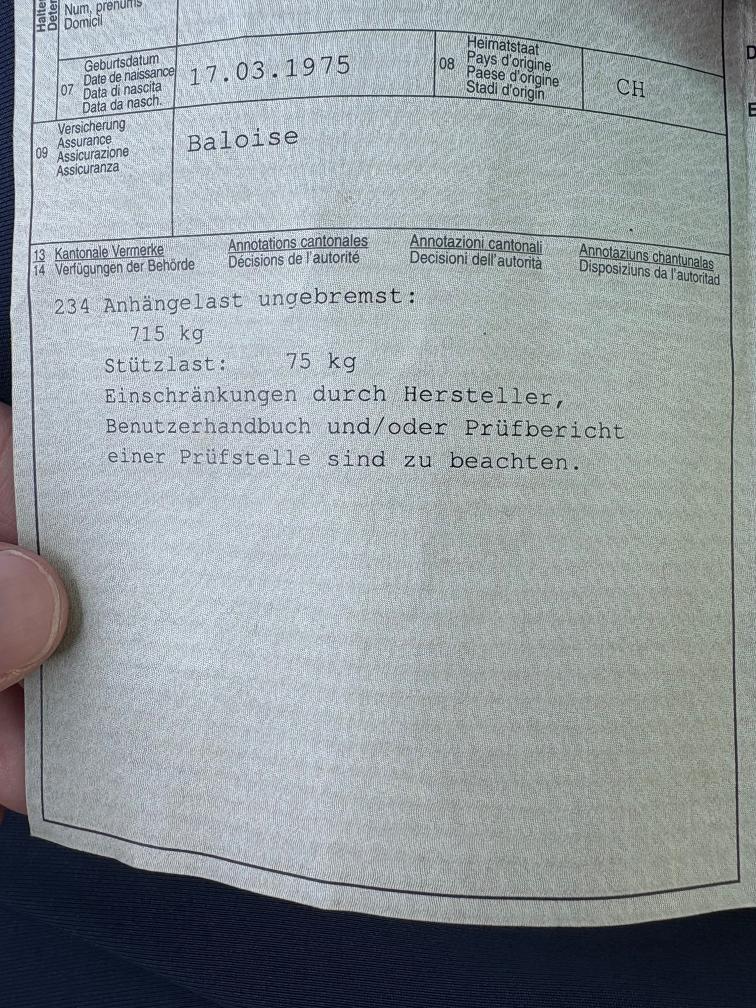 Num, prenums
Domicil
07
Geburtsdatum
Date de naissance
Data di nascita
Data da nasch.
17.03.1975
08
Heimatstaat
Pays d'origine
Paese d'origine
Stadi d'origin
CH
09
Versicherung
Assurance
Assicurazione
Assicuranza
Baloise
13 Kantonale Vermerke
14 Verfügungen der Behörde
Annotations cantonales
Décisions de l'autorité
Annotazioni cantonali
Decisioni dell'autorità
Annotaziuns chantunalas
Disposiziuns da l'autoritad
234 Anhängelast ungebremst:
715 kg
Stützlast: 75 kg
Einschränkungen durch Hersteller,
Benutzerhandbuch und/oder Prüfbericht
einer Prüfstelle sind zu beachten.